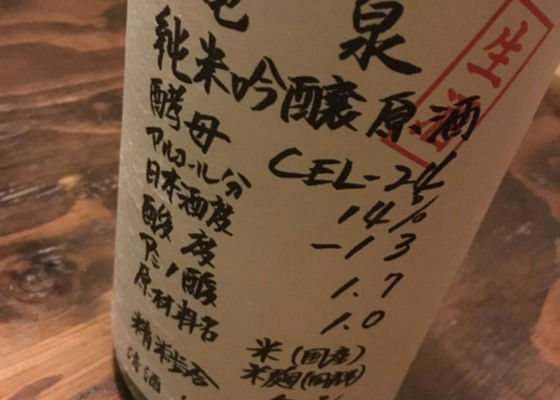 泉
純米吟醸原酒
生酒
酵母 CEL-24
アルコール分 14%
日本酒度 -13
酸度 1.7
アミノ酸 1.0
原材料名 米(国産)
米麹(国産)
精米歩合
清酒